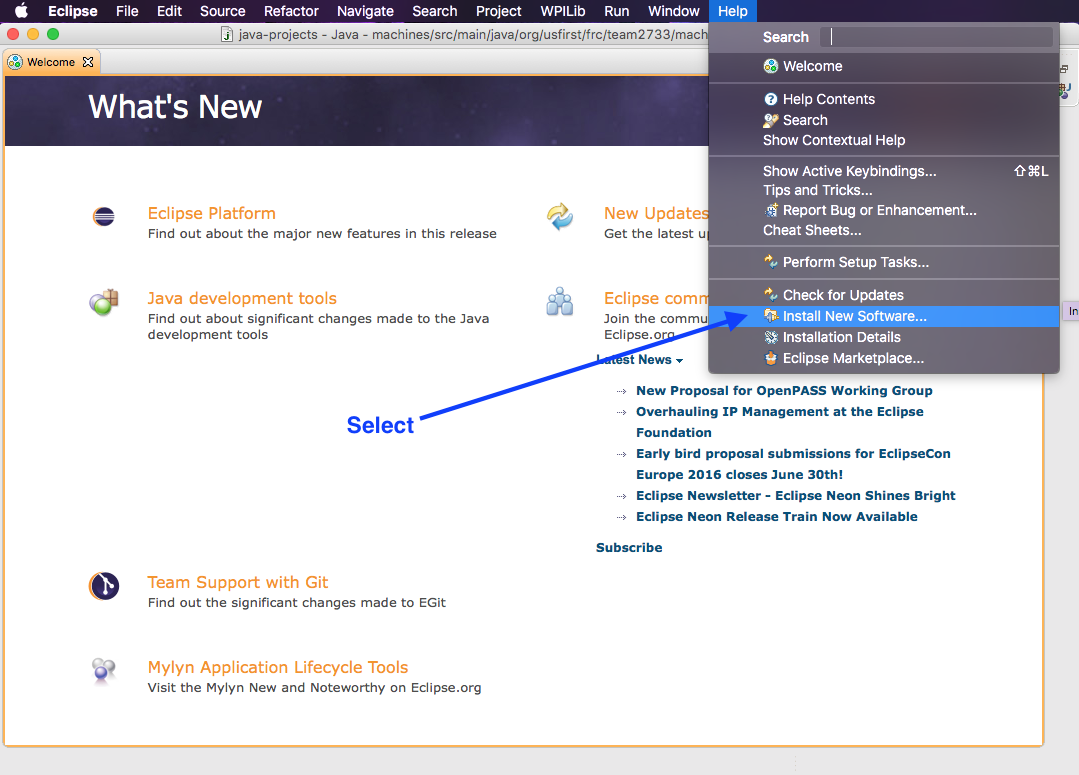 Eclipse File Edit Source Refactor Navigate Search Project WPILib Run Window Help
java-projects - Java - machines/src/main/java/org/usfirst/frc/team2733/mach
Welcome
What's New
Eclipse Platform
Find out about the major new features in this release
Java development tools
Find out about significant changes made to the Java
development tools
Team Support with Git
Find out the significant changes made to EGit
Mylyn Application Lifecycle Tools
Visit the Mylyn New and Noteworthy on Eclipse.org
New Updates
Get the latest up
Eclipse comm
Join the commu
Eclipse.org
Latest News
New Proposal for OpenPASS Working Group
Overhauling IP Management at the Eclipse
Foundation
Early bird proposal submissions for EclipseCon
Europe 2016 closes June 30th!
Eclipse Newsletter - Eclipse Neon Shines Bright
Eclipse Neon Release Train Now Available
Subscribe
Select
Search
Welcome
Help Contents
Search
Show Contextual Help
Show Active Keybindings... ⇧⌘L
Tips and Tricks...
Report Bug or Enhancement...
Cheat Sheets...
Perform Setup Tasks...
Check for Updates
Install New Software...
Installation Details
Eclipse Marketplace...
In